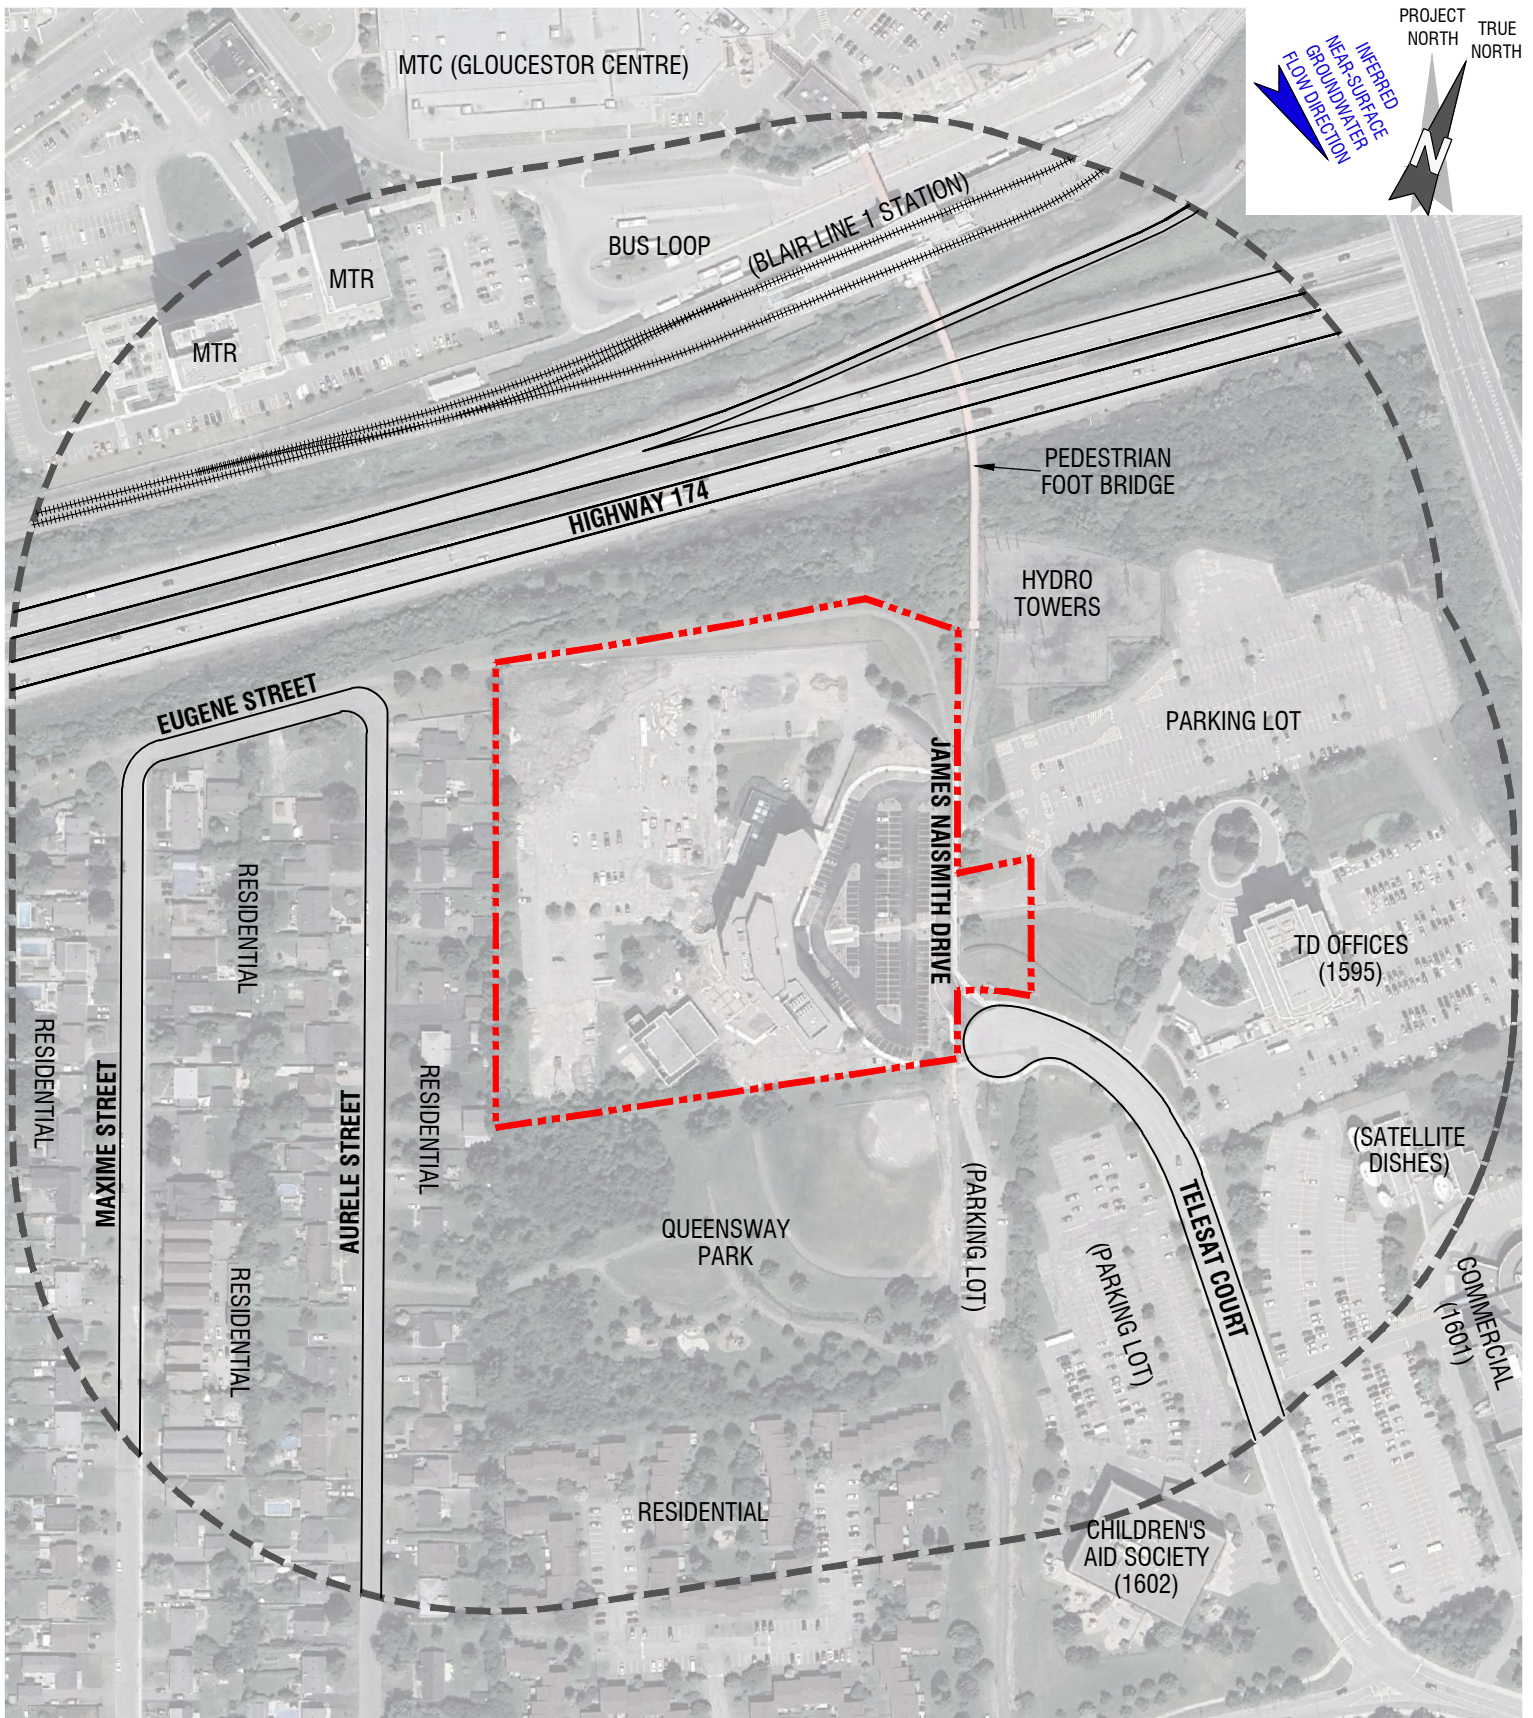 PROJECT
NORTH
TRUE
NORTH
INFERRED
NEAR-SURFACE
GROUNDWATER
FLOW DIRECTION
N
MTC (GLOUCESTOR CENTRE)
(BLAIR LINE 1 STATION)
BUS LOOP
MTR
MTR
PEDESTRIAN
FOOT BRIDGE
HIGHWAY 174
HYDRO
TOWERS
EUGENE STREET
PARKING LOT
JAMES NAISMITH DRIVE
RESIDENTIAL
TD OFFICES
(1595)
RESIDENTIAL
MAXIME STREET
AURELE STREET
RESIDENTIAL
(SATELLITE
DISHES)
QUEENSWAY
PARK
(PARKING LOT)
TELESAT COURT
(PARKING LOT)
COMMERCIAL
(1601)
RESIDENTIAL
RESIDENTIAL
CHILDREN'S
AID SOCIETY
(1602)